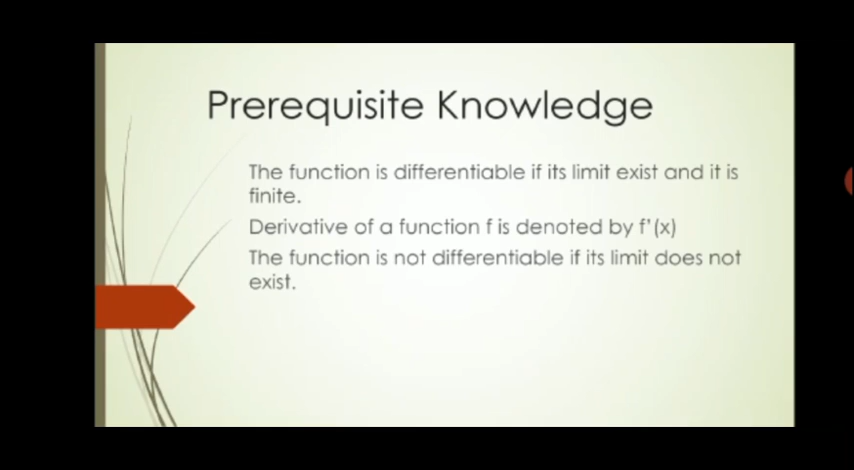 Prerequisite Knowledge
The function is differentiable if its limit exist and it is
finite.
Derivative of a function f is denoted by f'(x)
The function is not differentiable if its limit does not
exist.